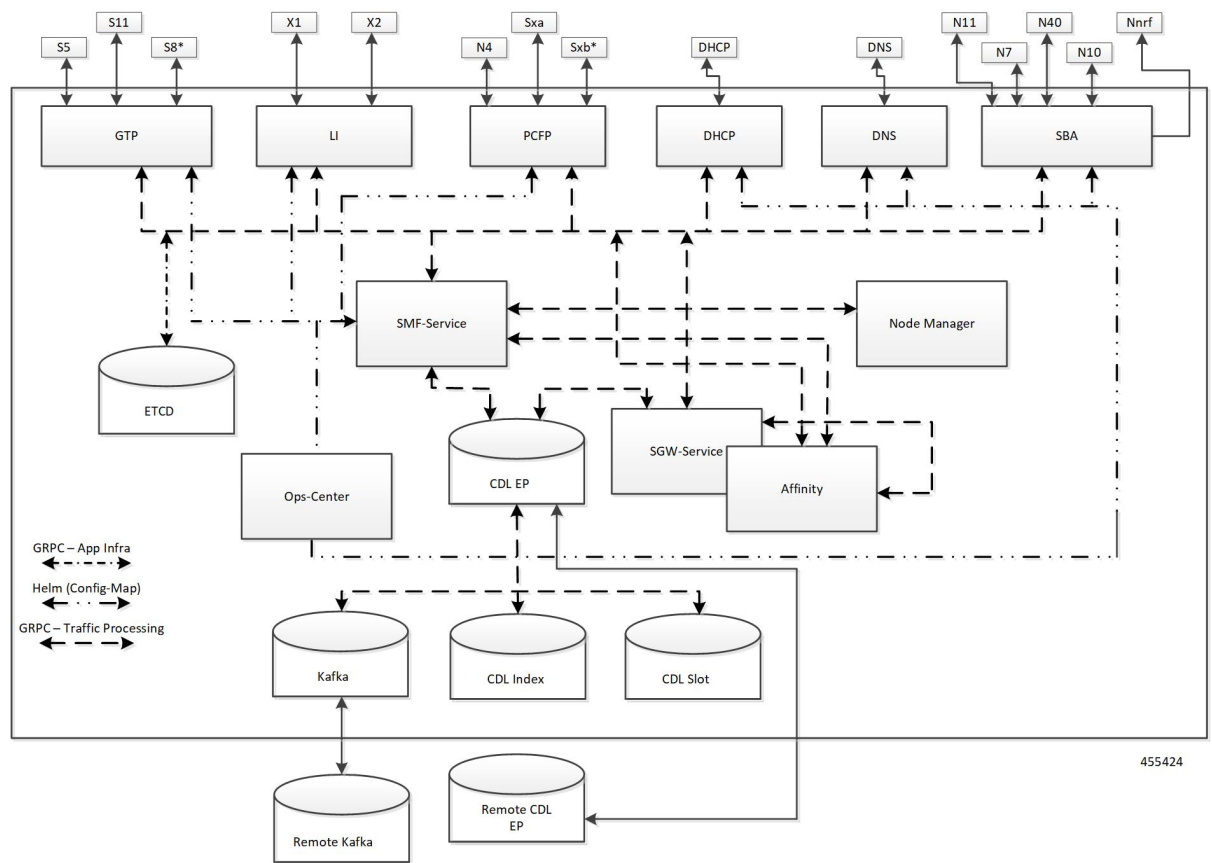 S5
S11
S8*
X1
X2
N4
Sxa
Sxb*
DHCP
DNS
N11
N7
N40
N10
Nnrf
GTP
LI
PCFP
DHCP
DNS
SBA
SMF-Service
Node Manager
ETCD
CDL EP
SGW-Service
Affinity
Ops-Center
GRPC – App Infra
Helm (Config-Map)
GRPC – Traffic Processing
Kafka
CDL Index
CDL Slot
455424
Remote Kafka
Remote CDL
EP